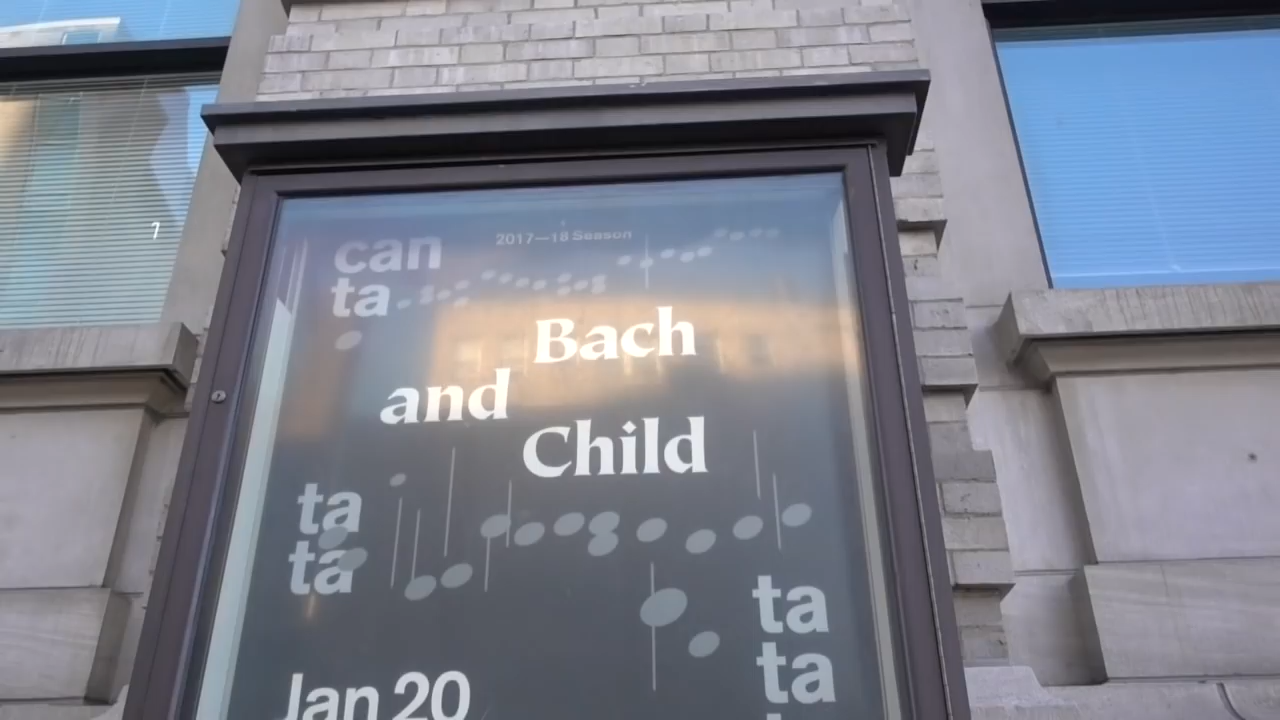 2017—18 Season
can
ta
Bach
and
Child
ta
ta
ta
ta
Jan 20